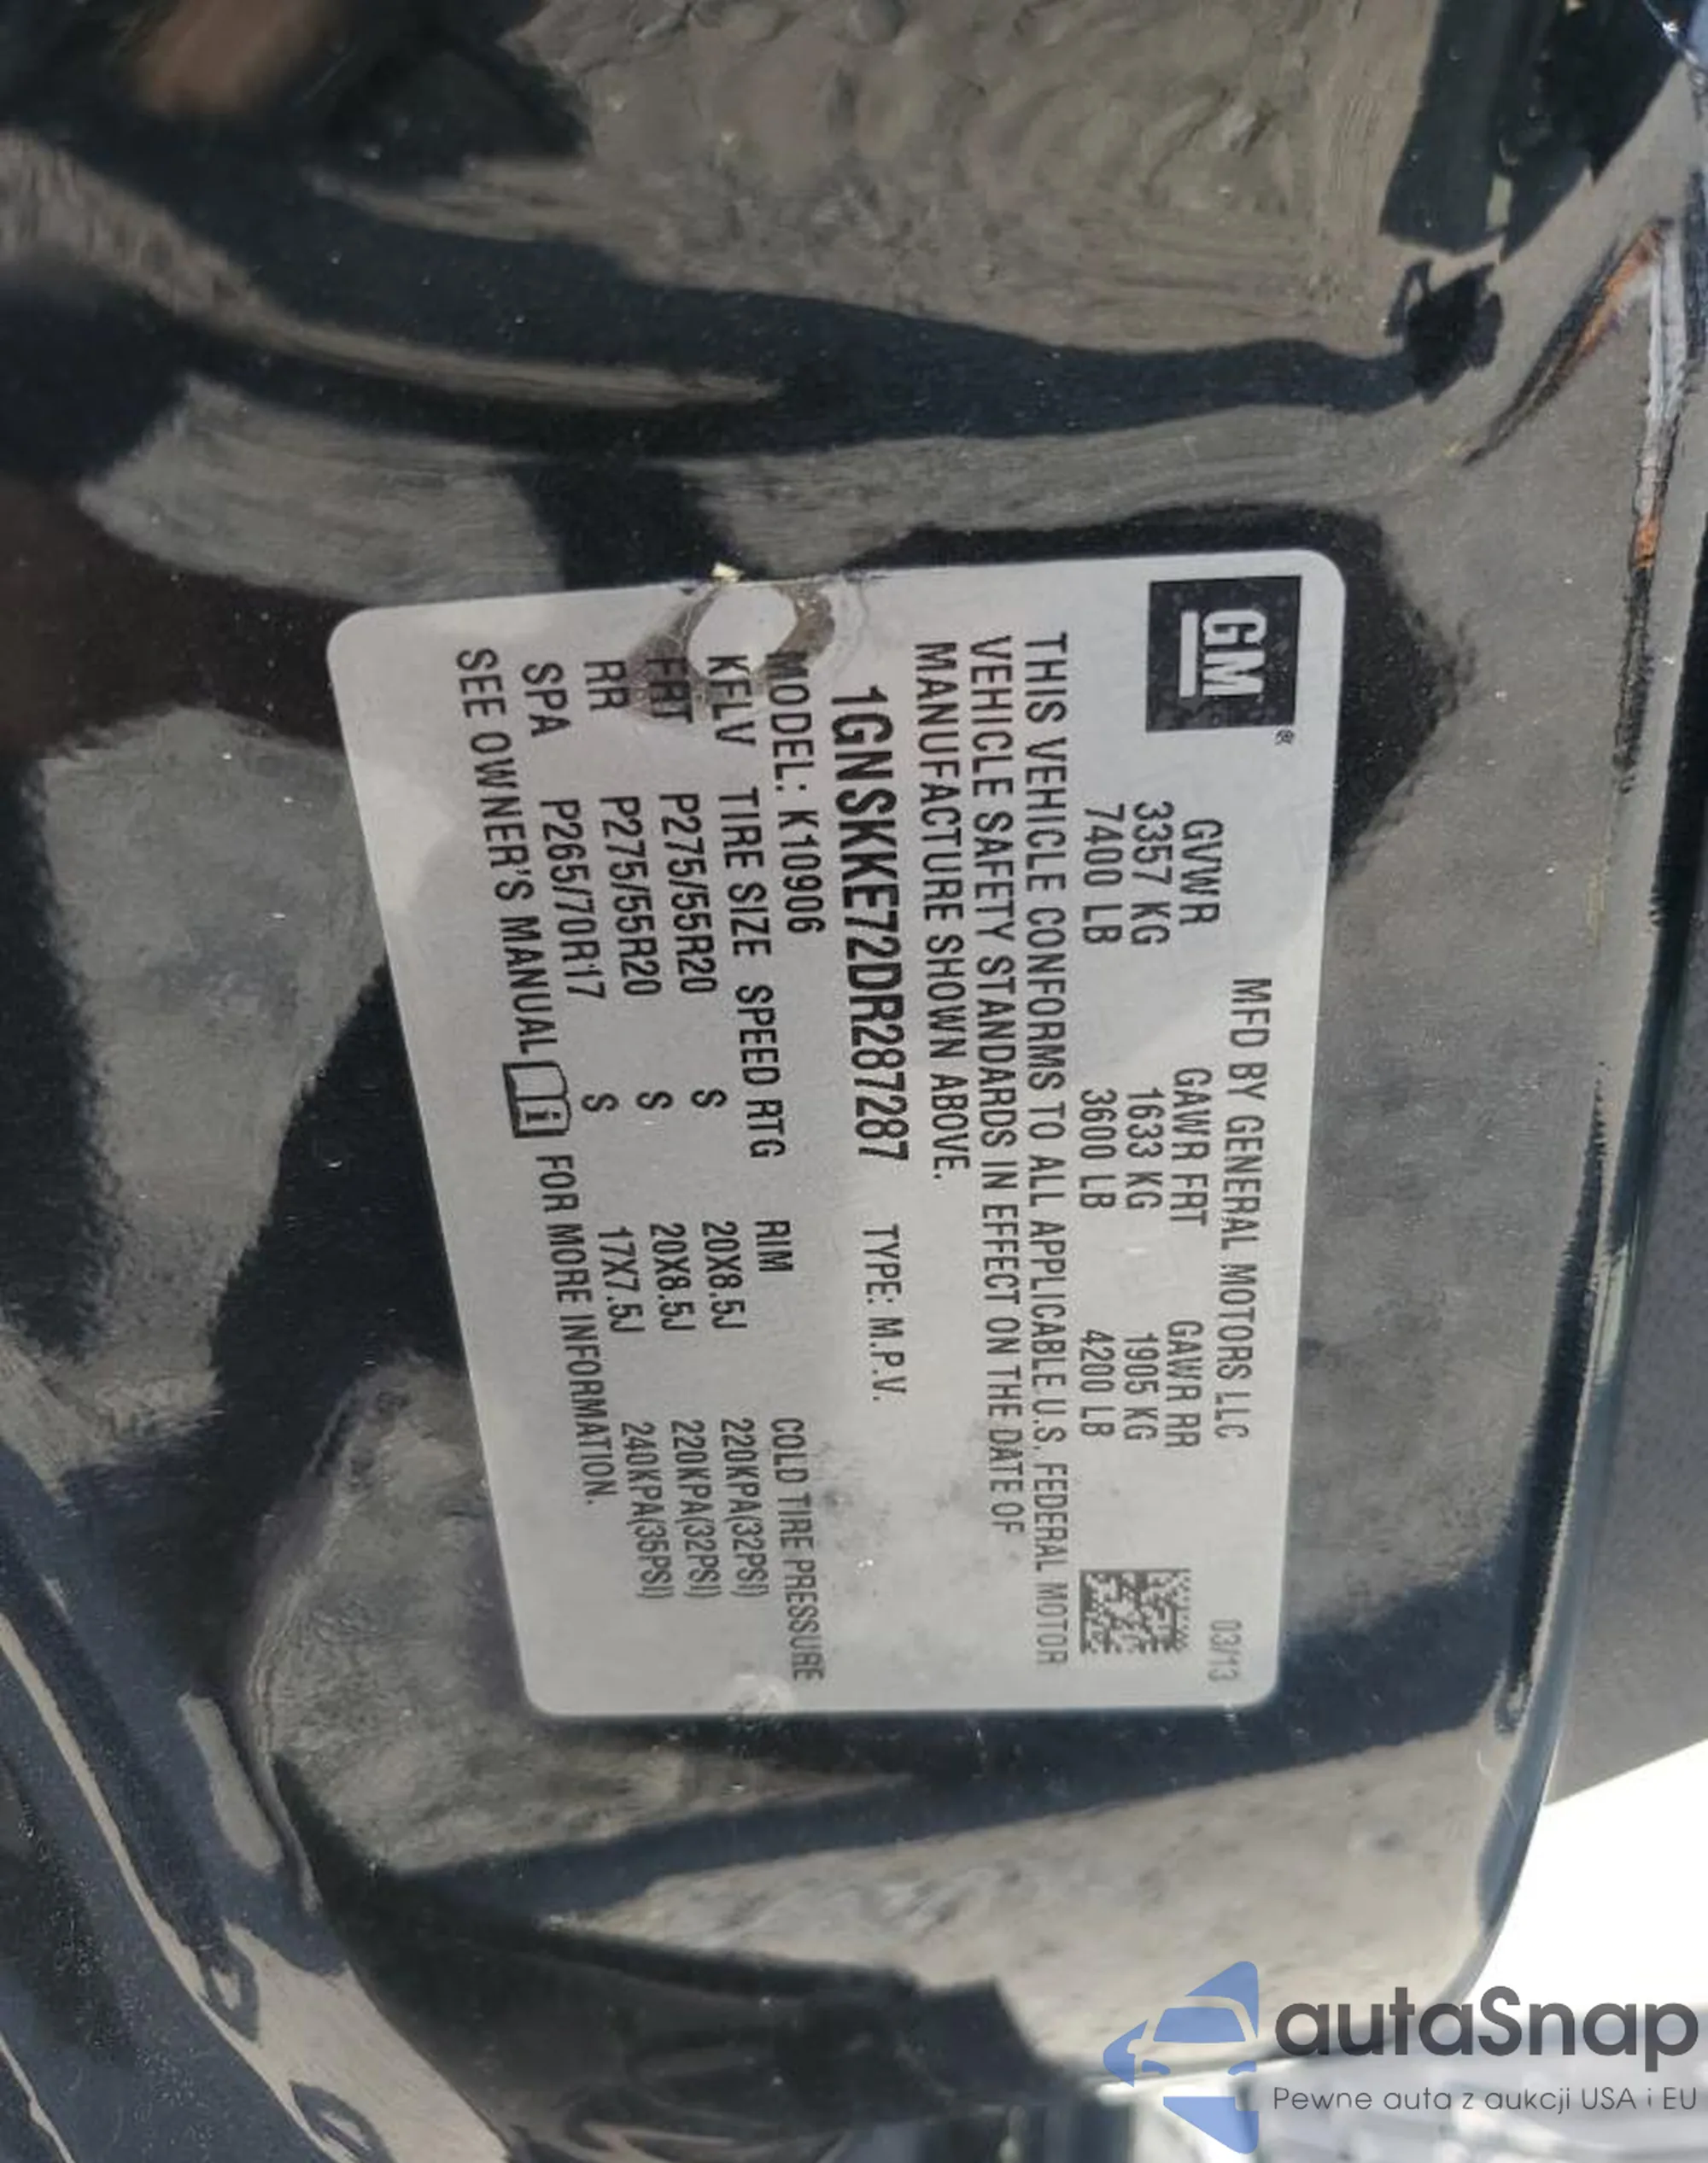 GM®
MFD BY GENERAL MOTORS LLC 03/13
GVWR GAWR FRT GAWR RR
3357 KG 1633 KG 1905 KG
7400 LB 3600 LB 4200 LB
THIS VEHICLE CONFORMS TO ALL APPLICABLE U.S. FEDERAL MOTOR
VEHICLE SAFETY STANDARDS IN EFFECT ON THE DATE OF
MANUFACTURE SHOWN ABOVE.
1GNSKKE72DR287287 TYPE: M.P.V.
MODEL: K10906
KFLV TIRE SIZE SPEED RTG RIM COLD TIRE PRESSURE
FRT P275/55R20 S 20X8.5J 220KPA(32PSI)
RR P275/55R20 S 20X8.5J 220KPA(32PSI)
SPA P265/70R17 S 17X7.5J 240KPA(35PSI)
SEE OWNER'S MANUAL i FOR MORE INFORMATION.
autaSnap
Pewne auta z aukcji USA i EU